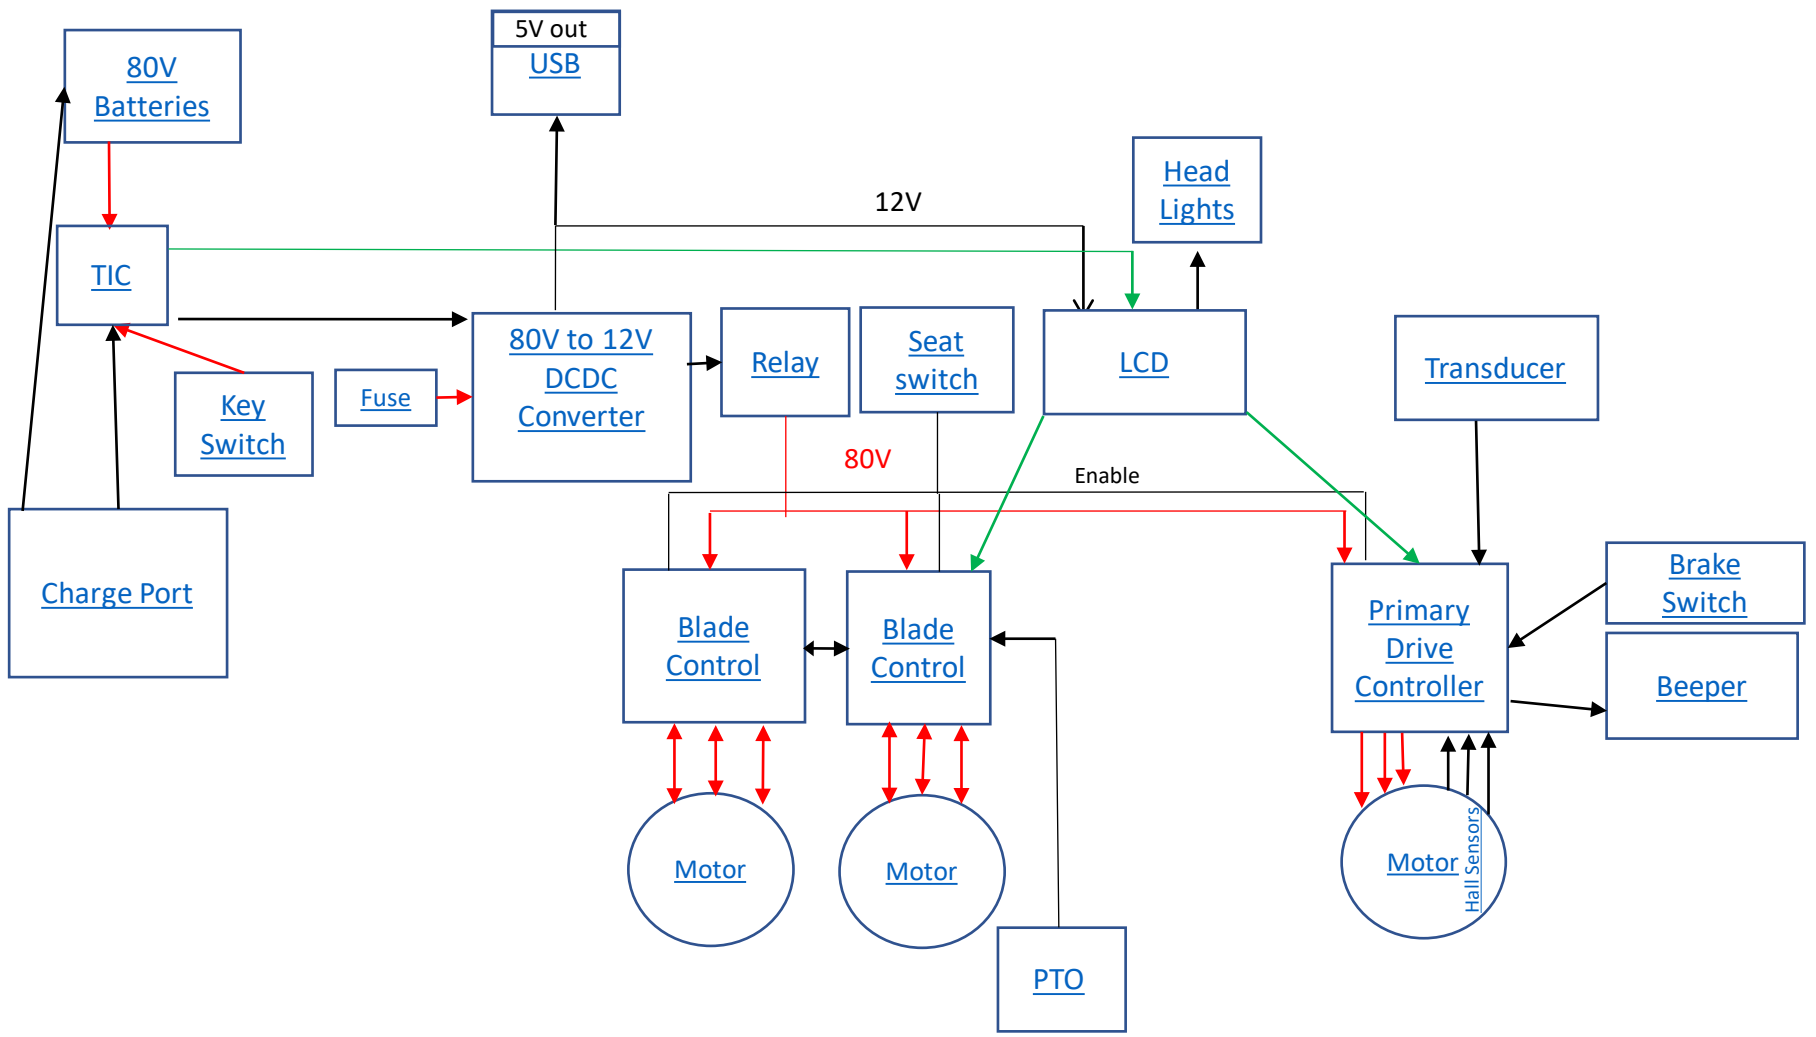 5V out
USB
80V
Batteries
Head
Lights
12V
TIC
80V to 12V
DCDC
Converter
Relay
Seat
switch
LCD
Transducer
Key
Switch
Fuse
80V
Enable
Charge Port
Blade
Control
Blade
Control
Primary
Drive
Controller
Brake
Switch
Beeper
Motor
Motor
Motor
Hall Sensors
PTO